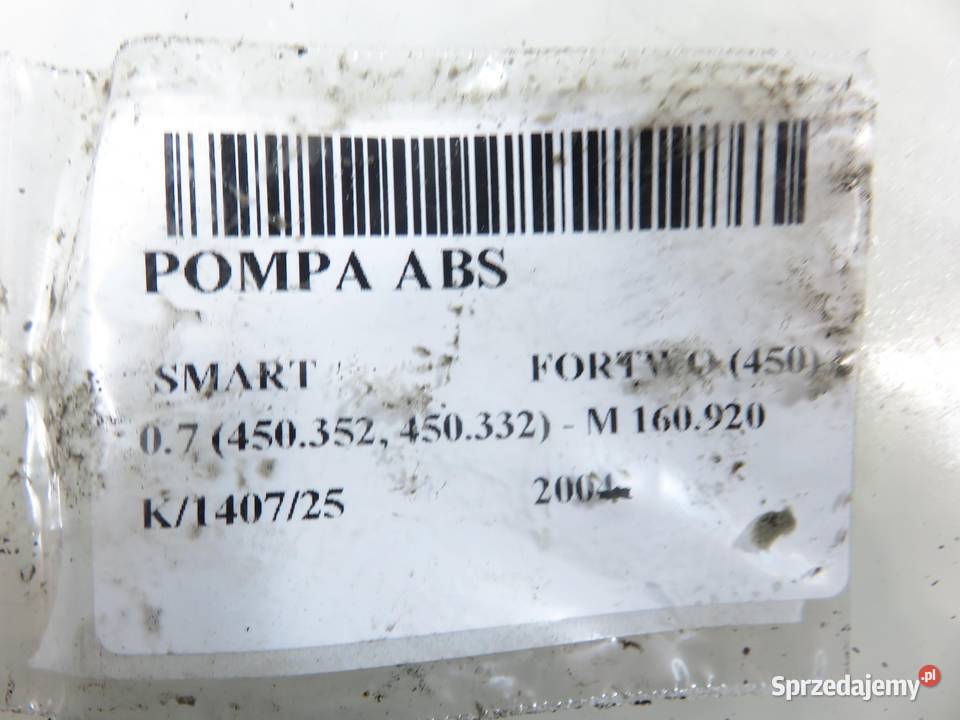 POMPA ABS
SMART FORTWO (450)
0.7 (450.352, 450.332) - M 160.920
K/1407/25 2004
Sprzedajemy.pl